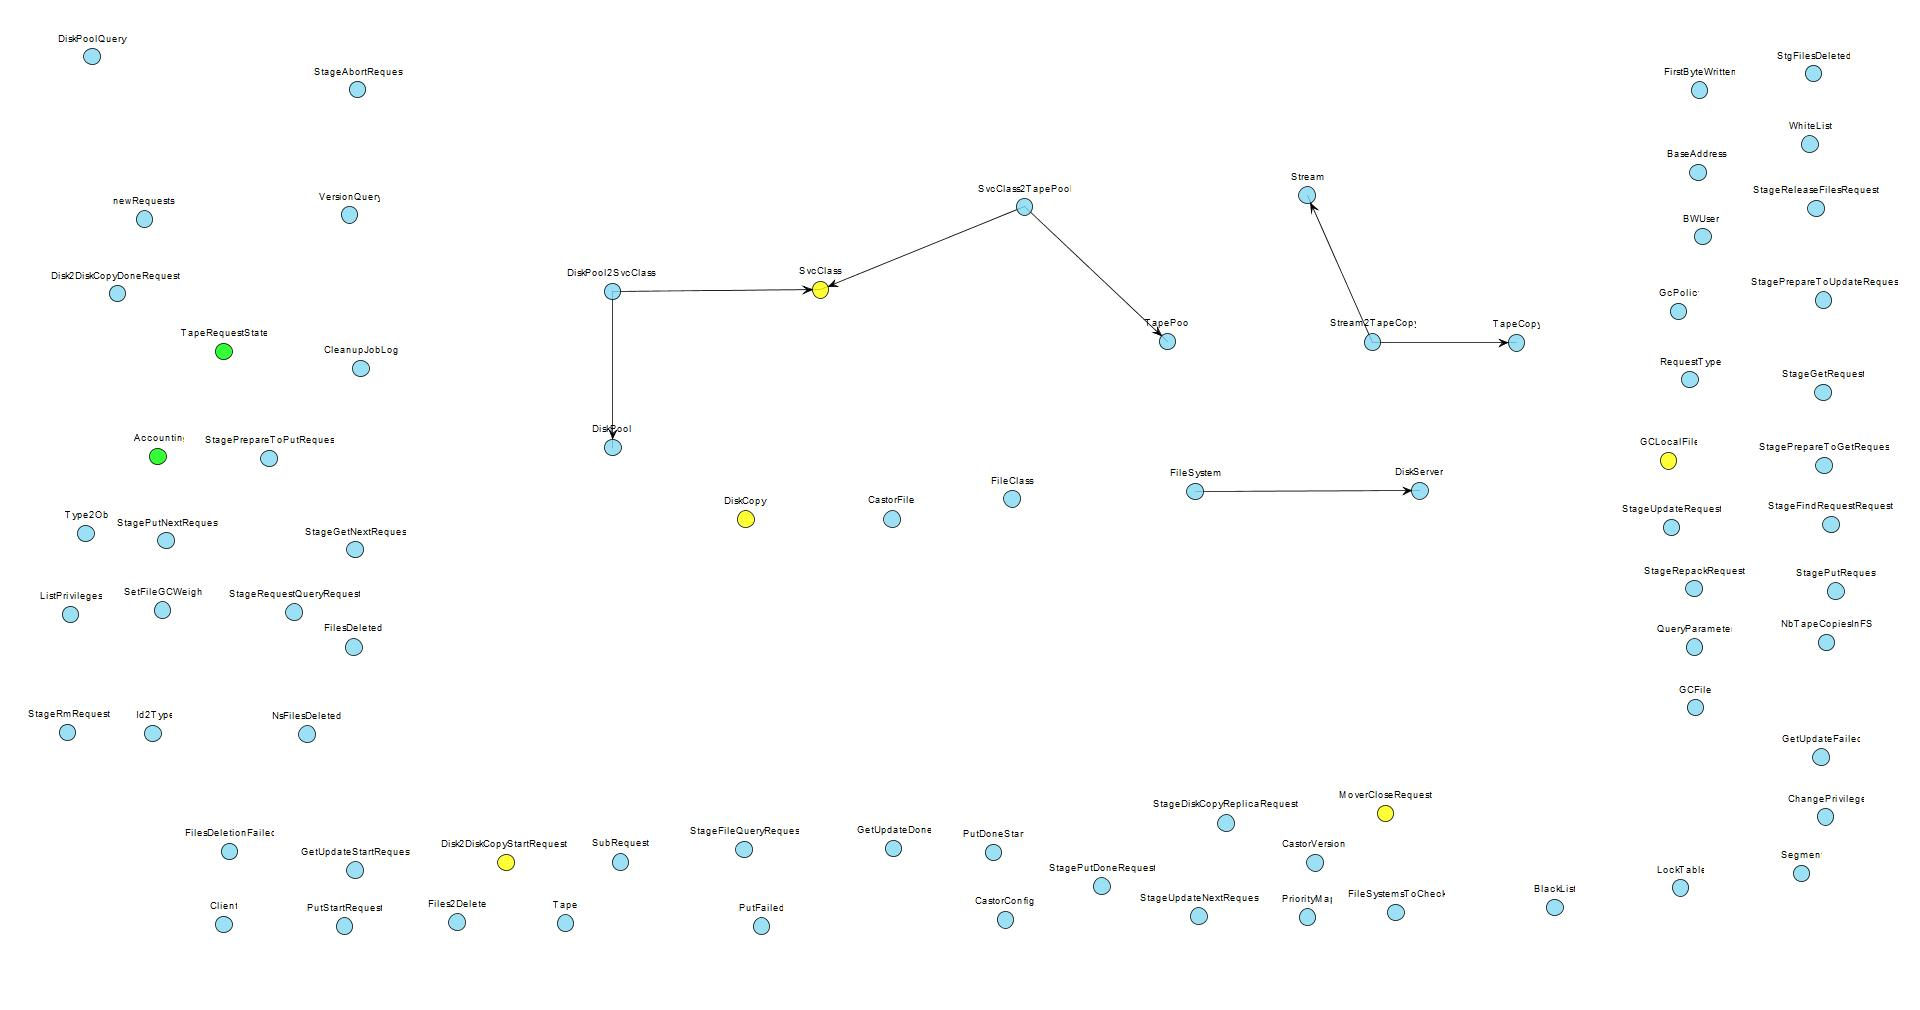 DiskPoolQuery
StageAbortReques
StgFilesDeleted
FirstByteWritten
WhiteList
BaseAddress
Stream
SvcClass2TapePool
StageReleaseFilesRequest
VersionQuery
newRequests
BWUser
SvcClass
DiskPool2SvcClass
Disk2DiskCopyDoneRequest
StagePrepareToUpdateReques
GcPolic
TapePoo
Stream2TapeCopy
TapeCopy
TapeRequestState
CleanupJobLog
RequestType
StageGetRequest
DiskPool
Accounting
StagePrepareToPutReques
GCLocalFile
StagePrepareToGetReques
FileSystem
DiskServer
FileClass
DiskCopy
CastorFile
StageUpdateRequest
StageFindRequestRequest
Type2Ob
StagePutNextReques
StageGetNextReques
StageRepackRequest
StagePutReques
ListPrivileges
SetFileGCWeigh
StageRequestQueryRequest
FilesDeleted
QueryParamete
NbTapeCopiesInFS
GCFile
StageRmRequest
Id2Type
NsFilesDeleted
GetUpdateFailed
MoverCloseRequest
StageDiskCopyReplicaRequest
ChangePrivilege
FilesDeletionFailed
GetUpdateStartReques
Disk2DiskCopyStartRequest
SubRequest
StageFileQueryReques
GetUpdateDone
PutDoneStar
CastorVersion
Segmen
StagePutDoneRequest
LockTable
Client
PutStartRequest
Files2Delete
Tape
PutFailed
CastorConfig
StageUpdateNextReques
PriorityMap
FileSystemsToCheck
BlackList